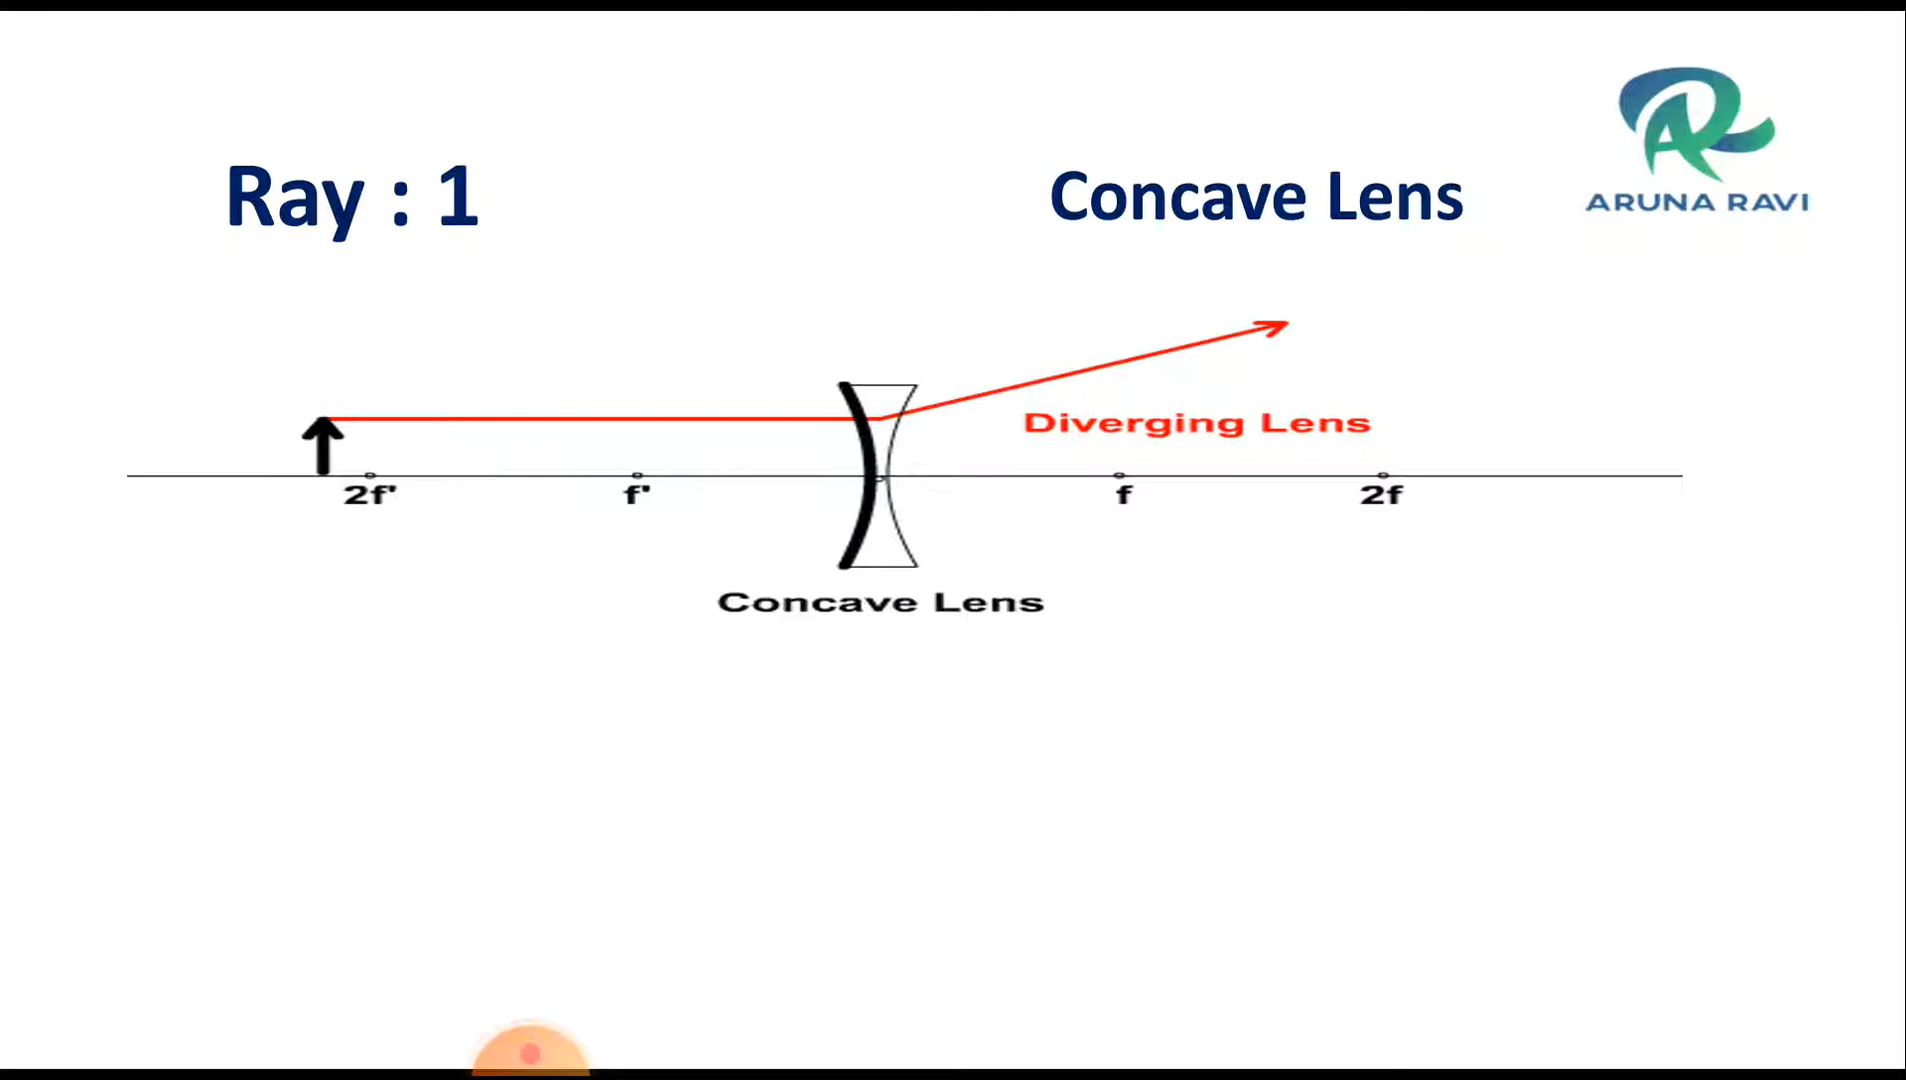 Ray : 1
Concave Lens
ARUNA RAVI
Diverging Lens
2f'
f'
f
2f
Concave Lens